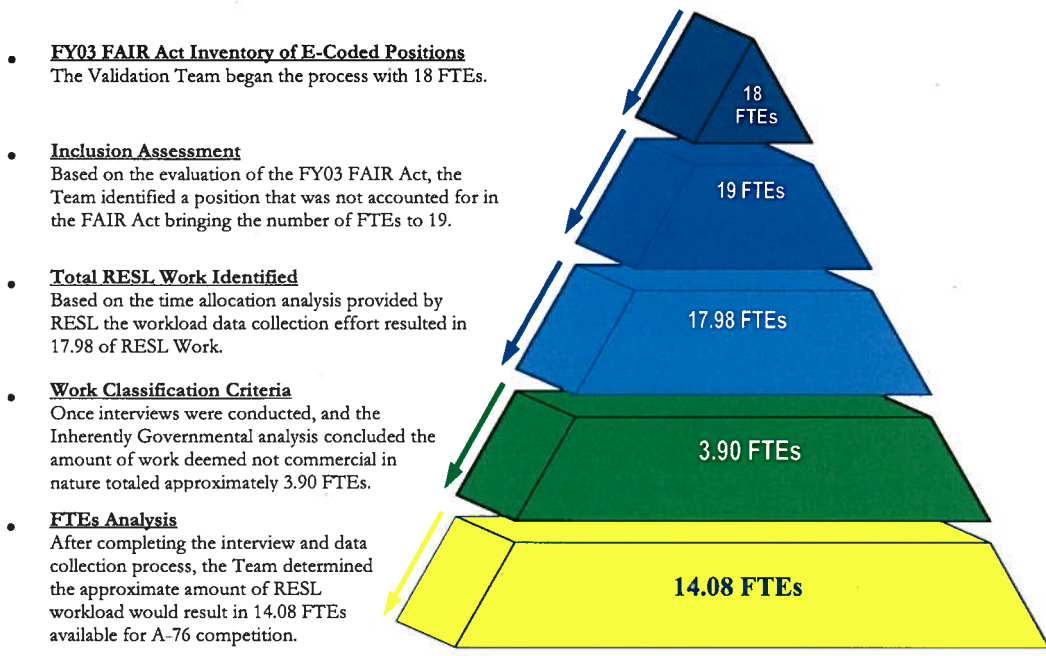 • FY03 FAIR Act Inventory of E-Coded Positions
The Validation Team began the process with 18 FTEs.
• Inclusion Assessment
Based on the evaluation of the FY03 FAIR Act, the
Team identified a position that was not accounted for in
the FAIR Act bringing the number of FTEs to 19.
• Total RESL Work Identified
Based on the time allocation analysis provided by
RESL the workload data collection effort resulted in
17.98 of RESL Work.
• Work Classification Criteria
Once interviews were conducted, and the
Inherently Governmental analysis concluded the
amount of work deemed not commercial in
nature totaled approximately 3.90 FTEs.
• FTEs Analysis
After completing the interview and data
collection process, the Team determined
the approximate amount of RESL
workload would result in 14.08 FTEs
available for A-76 competition.
18
FTEs
19 FTEs
17.98 FTEs
3.90 FTEs
14.08 FTEs